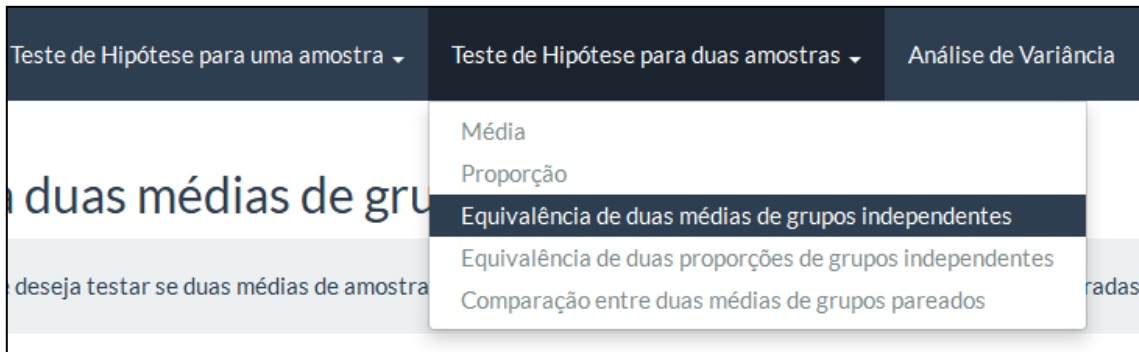 Teste de Hipótese para uma amostra Teste de Hipótese para duas amostras Análise de Variância
Média
Proporção
duas médias de gru
Equivalência de duas médias de grupos independentes
Equivalência de duas proporções de grupos independentes
deseja testar se duas médias de amostra radas
Comparação entre duas médias de grupos pareados